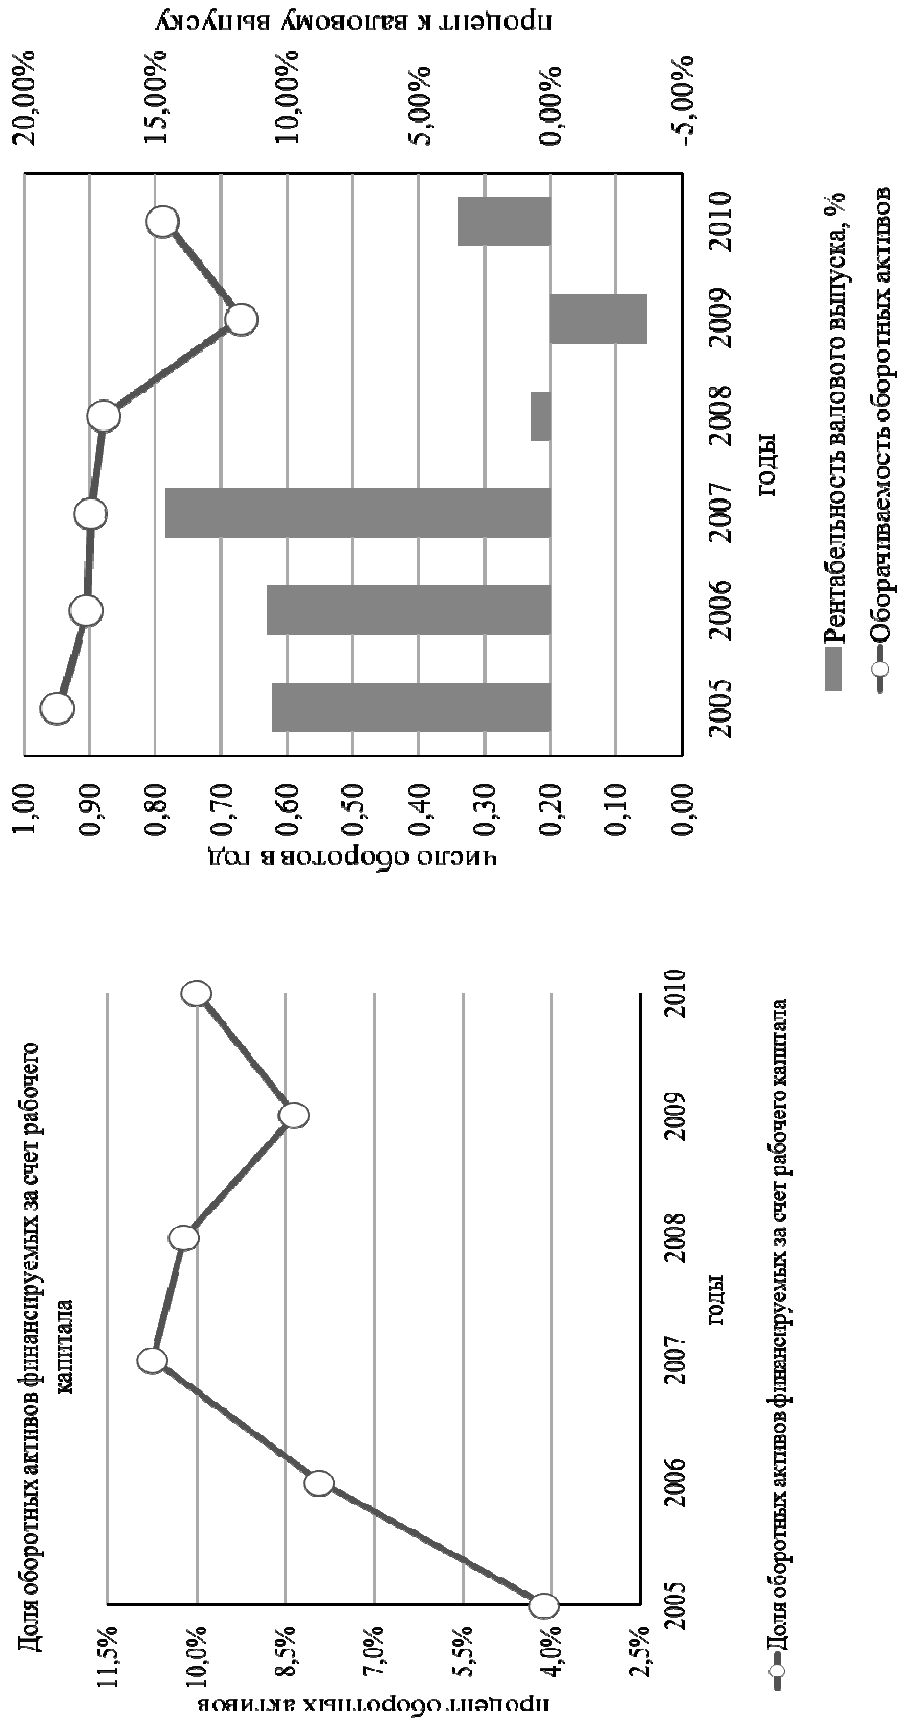 Доля оборотных активов финансируемых за счет рабочего
капитала
процент оборотных активов
11,5%
10,0%
8,5%
7,0%
5,5%
4,0%
2,5%
2005 2006 2007 2008 2009 2010
годы
Доля оборотных активов финансируемых за счет рабочего капитала
число оборотов в год
1,00
0,90
0,80
0,70
0,60
0,50
0,40
0,30
0,20
0,10
0,00
2005 2006 2007 2008 2009 2010
годы
20,00%
15,00%
10,00%
5,00%
0,00%
-5,00%
процент к валовому выпуску
Рентабельность валового выпуска, %
Оборачиваемость оборотных активов